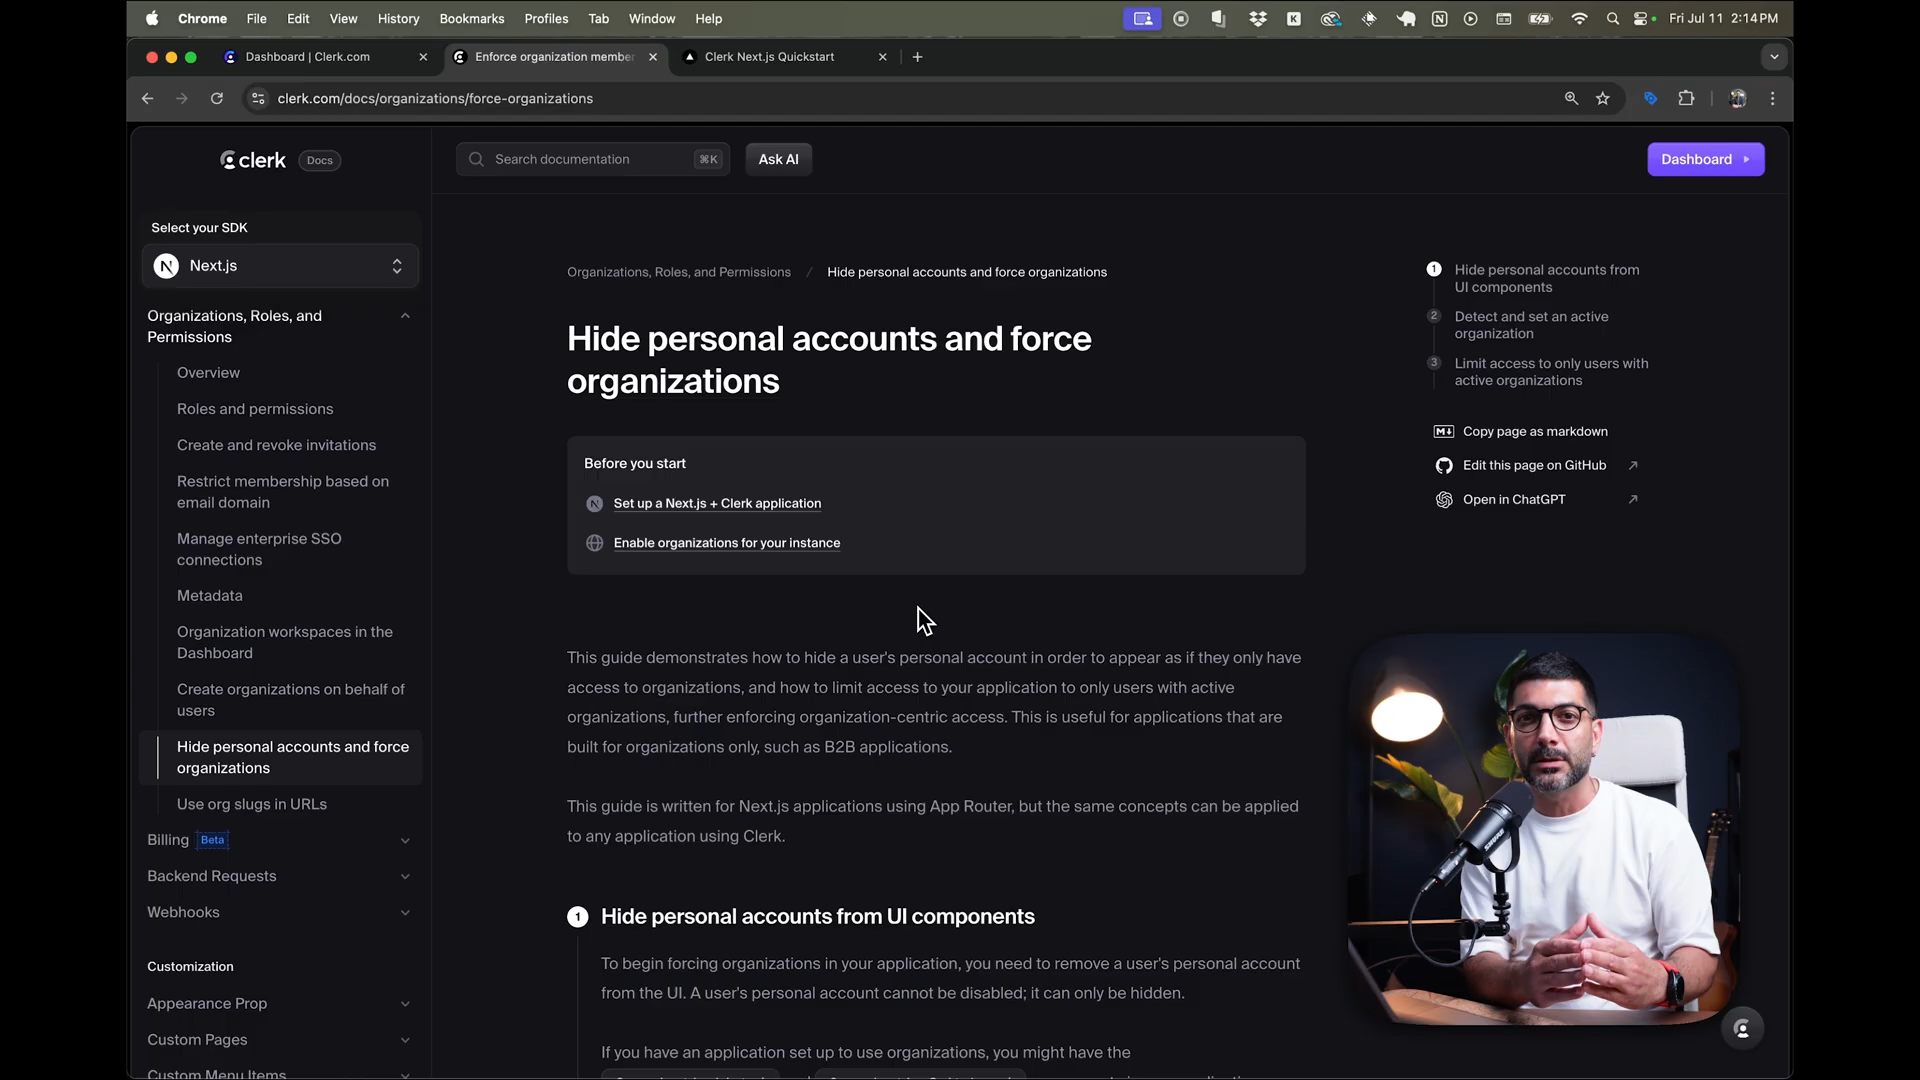 Chrome File Edit View History Bookmarks Profiles Tab Window Help Fri Jul 11 2:14 PM
Dashboard | Clerk.com
Enforce organization member
Clerk Next.js Quickstart
clerk.com/docs/organizations/force-organizations
clerk Docs
Search documentation ⌘K
Ask AI
Dashboard
Select your SDK
Next.js
Organizations, Roles, and
Permissions
Overview
Roles and permissions
Create and revoke invitations
Restrict membership based on
email domain
Manage enterprise SSO
connections
Metadata
Organization workspaces in the
Dashboard
Create organizations on behalf of
users
Hide personal accounts and force
organizations
Use org slugs in URLs
Billing Beta
Backend Requests
Webhooks
Customization
Appearance Prop
Custom Pages
Custom Menu Items
Organizations, Roles, and Permissions / Hide personal accounts and force organizations
Hide personal accounts and force
organizations
Before you start
Set up a Next.js + Clerk application
Enable organizations for your instance
This guide demonstrates how to hide a user's personal account in order to appear as if they only have
access to organizations, and how to limit access to your application to only users with active
organizations, further enforcing organization-centric access. This is useful for applications that are
built for organizations only, such as B2B applications.
This guide is written for Next.js applications using App Router, but the same concepts can be applied
to any application using Clerk.
1 Hide personal accounts from UI components
To begin forcing organizations in your application, you need to remove a user's personal account
from the UI. A user's personal account cannot be disabled; it can only be hidden.
If you have an application set up to use organizations, you might have the
1 Hide personal accounts from
UI components
2 Detect and set an active
organization
3 Limit access to only users with
active organizations
Copy page as markdown
Edit this page on GitHub
Open in ChatGPT